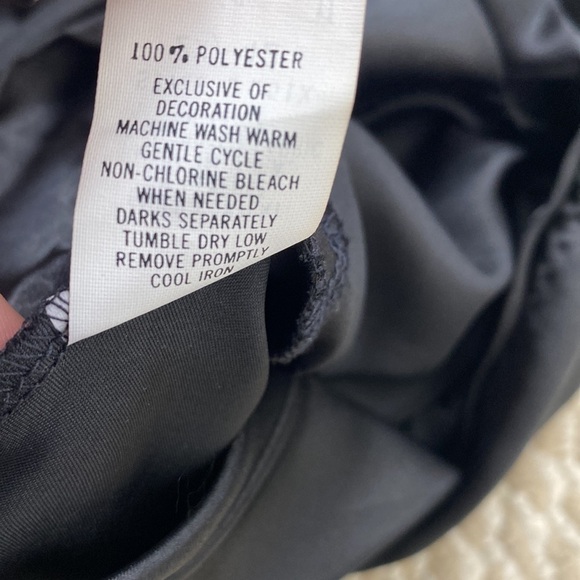 100% POLYESTER
EXCLUSIVE OF
DECORATION
MACHINE WASH WARM
GENTLE CYCLE
NON-CHLORINE BLEACH
WHEN NEEDED
DARKS SEPARATELY
TUMBLE DRY LOW
REMOVE PROMPTLY
COOL IRON